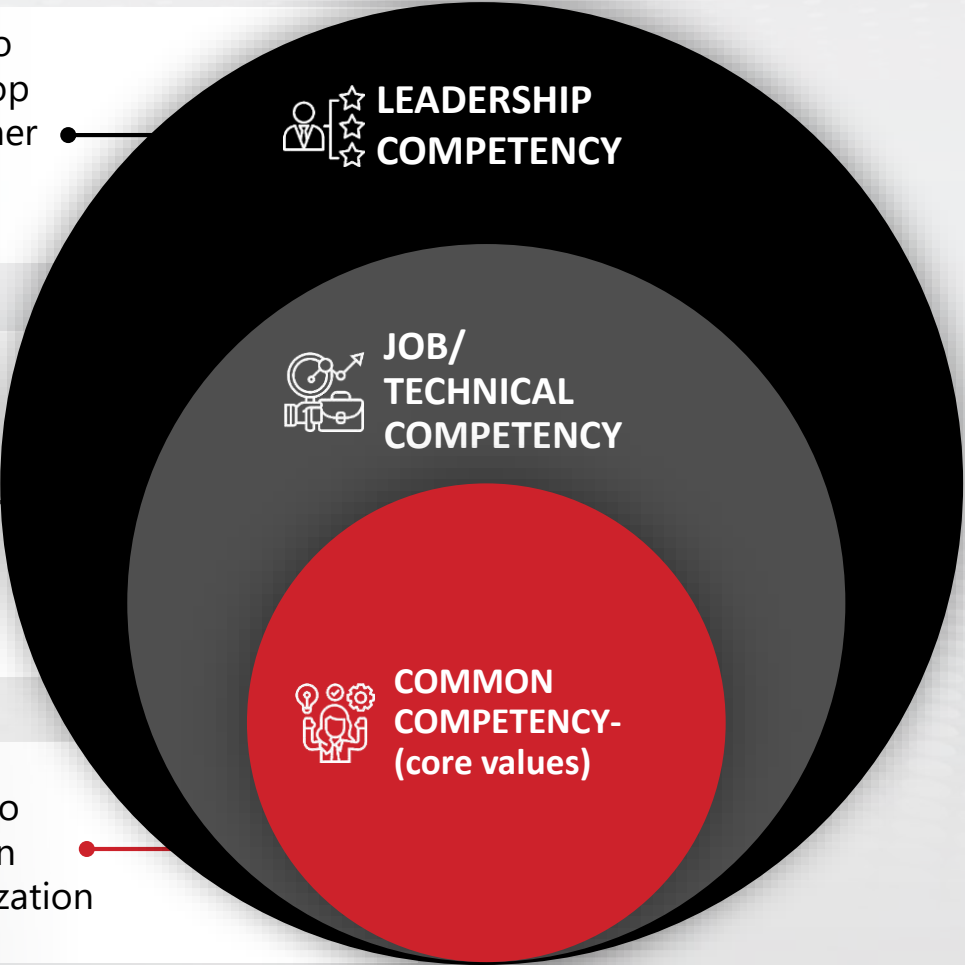 LEADERSHIP
COMPETENCY
JOB/
TECHNICAL
COMPETENCY
COMMON
COMPETENCY-
(core values)